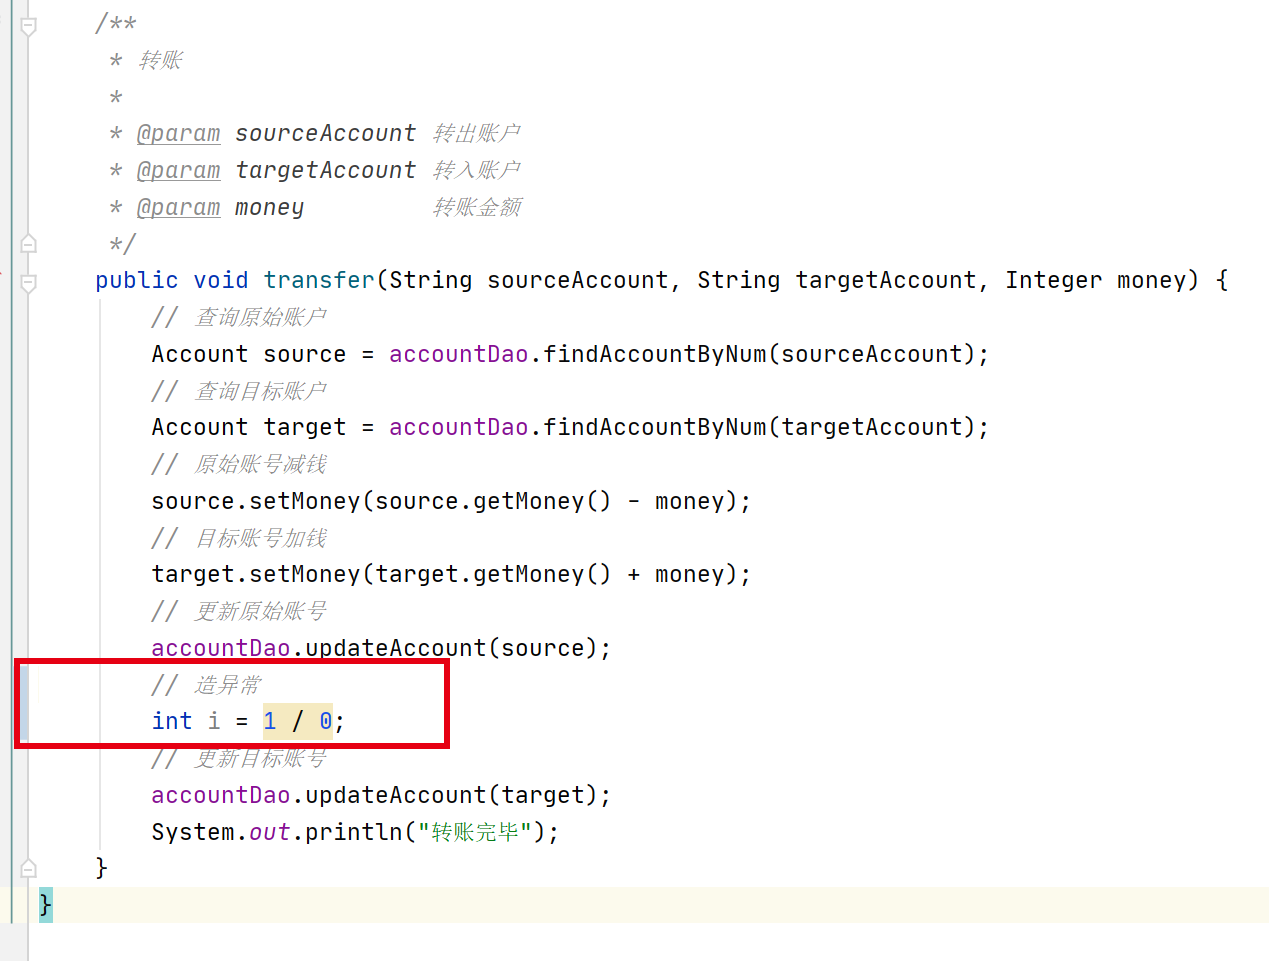 /**
 * 转账
 *
 * @param sourceAccount 转出账户
 * @param targetAccount 转入账户
 * @param money         转账金额
 */
public void transfer(String sourceAccount, String targetAccount, Integer money) {
    // 查询原始账户
    Account source = accountDao.findAccountByNum(sourceAccount);
    // 查询目标账户
    Account target = accountDao.findAccountByNum(targetAccount);
    // 原始账号减钱
    source.setMoney(source.getMoney() - money);
    // 目标账号加钱
    target.setMoney(target.getMoney() + money);
    // 更新原始账号
    accountDao.updateAccount(source);
    // 造异常
    int i = 1 / 0;
    // 更新目标账号
    accountDao.updateAccount(target);
    System.out.println("转账完毕");
}
}